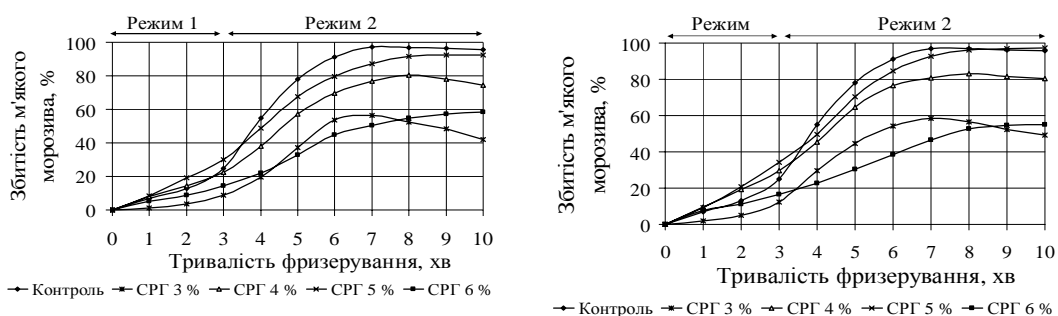 Режим 1 Режим 2
Збитість м'якого
морозива, %
100
80
60
40
20
0
0 1 2 3 4 5 6 7 8 9 10
Тривалість фризерування, хв
Контроль СРГ 3 % СРГ 4 % СРГ 5 % СРГ 6 %
Режим Режим 2
Збитість м'якого
морозива, %
100
80
60
40
20
0
0 1 2 3 4 5 6 7 8 9 10
Тривалість фризерування, хв
Контроль СРГ 3 % СРГ 4 % СРГ 5 % СРГ 6 %